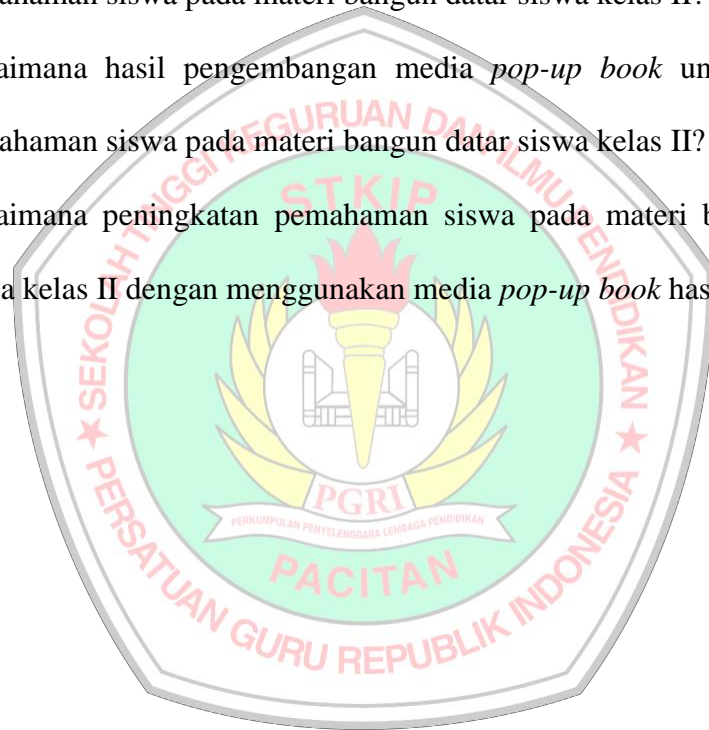 ahaman siswa pada materi bangun datar siswa kelas II?
aimana hasil pengembangan media pop-up book un
ahaman siswa pada materi bangun datar siswa kelas II?
aimana peningkatan pemahaman siswa pada materi b
a kelas II dengan menggunakan media pop-up book has
SEKOLAH TINGGI KEGURUAN DAN ILMU PENDIDIKAN
STKIP
PGRI
PERKUMPULAN PENYELENGGARA LEMBAGA PENDIDIKAN
PACITAN
★ PERSATUAN GURU REPUBLIK INDONESIA ★